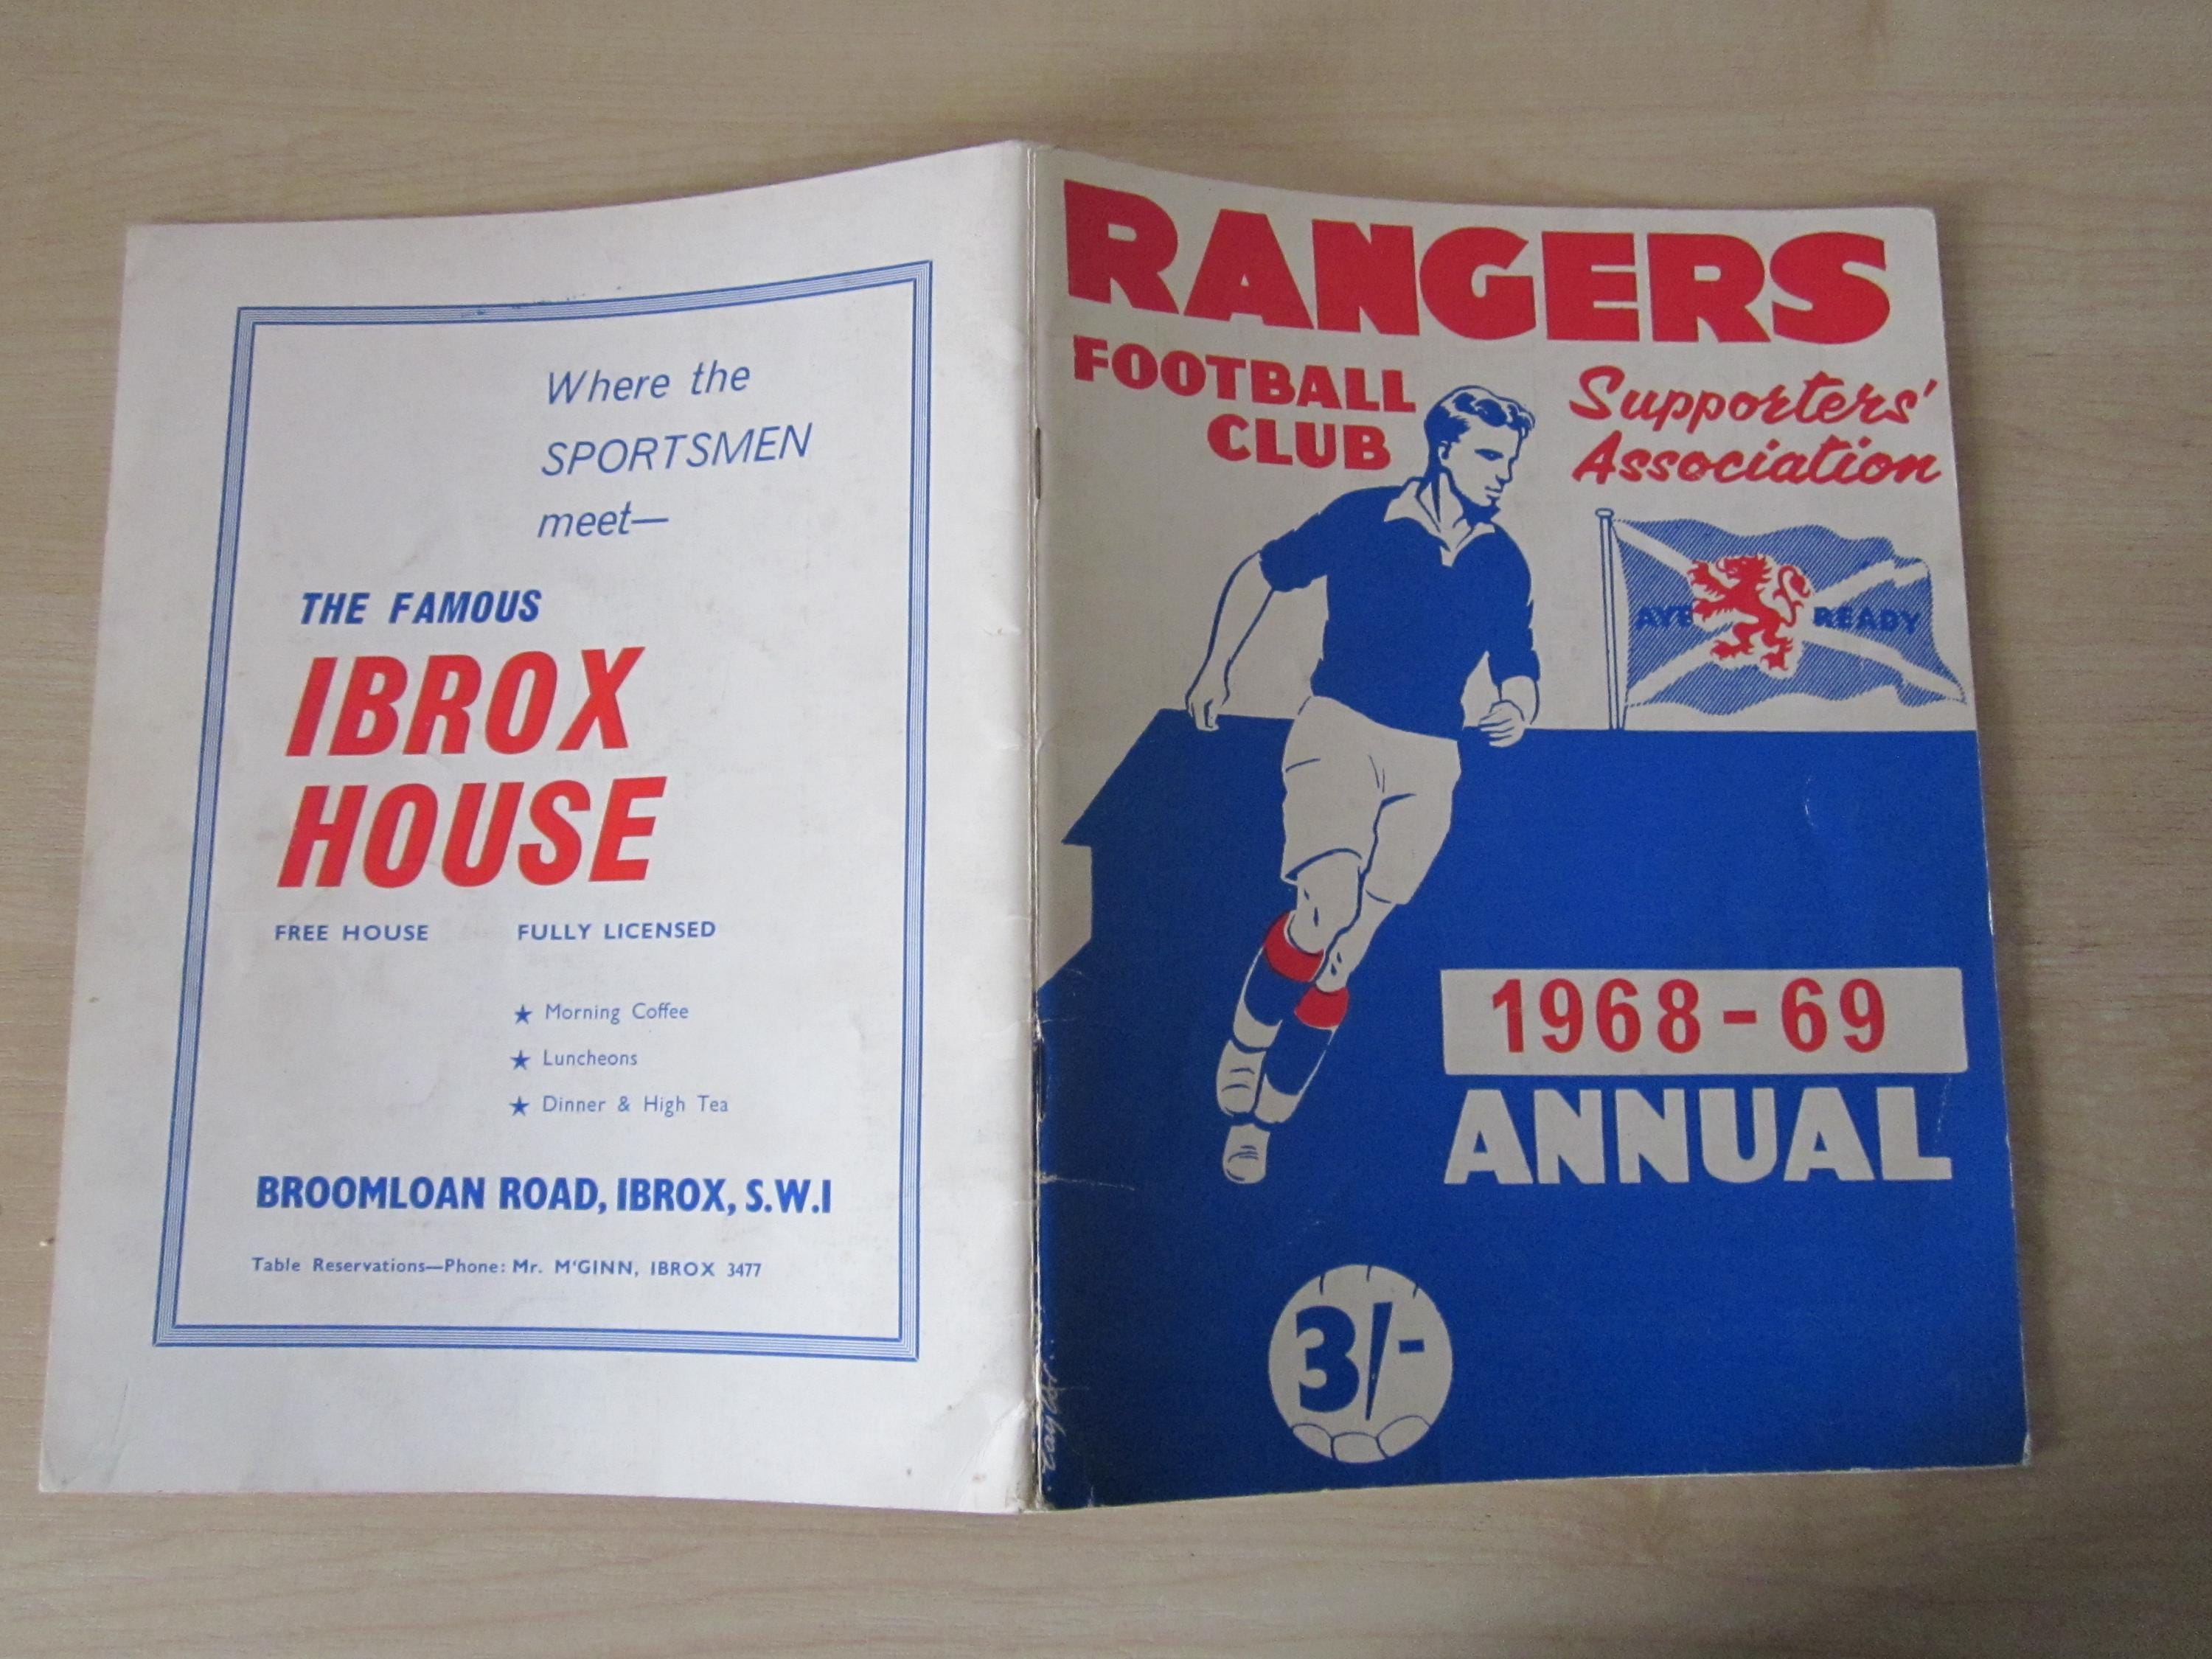 Where the
SPORTSMEN
meet—
THE FAMOUS
IBROX
HOUSE
FREE HOUSE FULLY LICENSED
★ Morning Coffee
★ Luncheons
★ Dinner & High Tea
BROOMLOAN ROAD, IBROX, S.W.1
Table Reservations—Phone: Mr. M'GINN, IBROX 3477
RANGERS
FOOTBALL
CLUB
Supporters'
Association
AYE READY
1968-69
ANNUAL
3/-